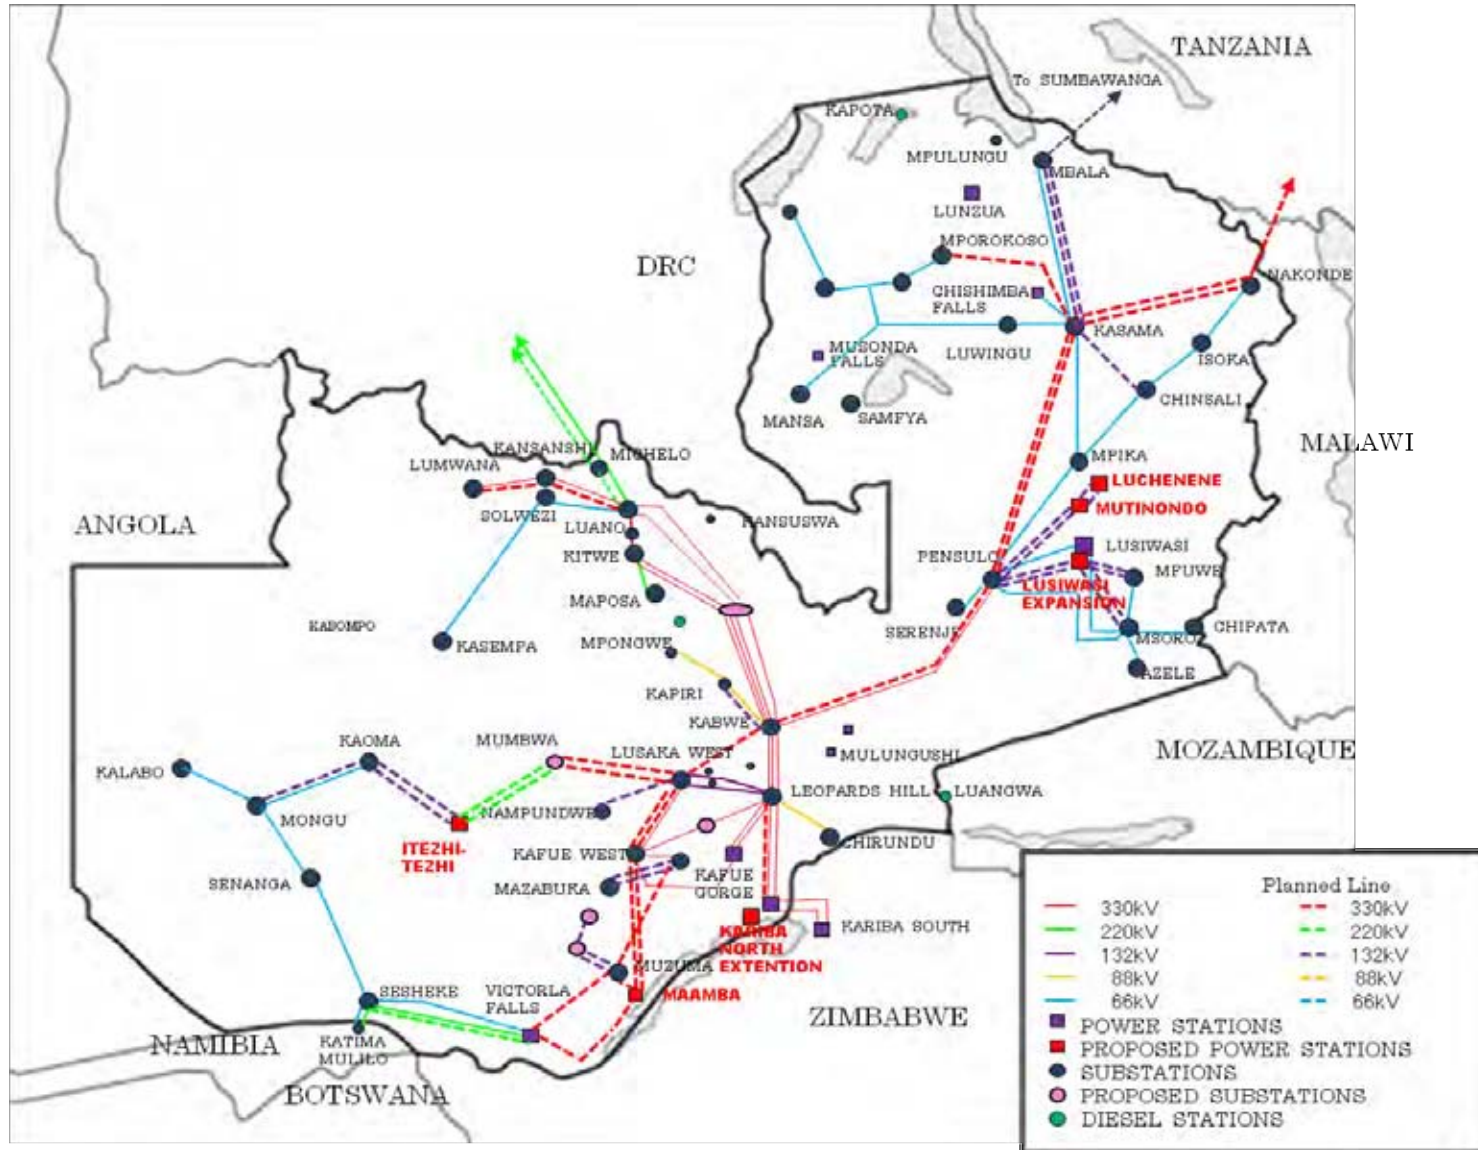 TANZANIA
To SUMBAWANGA
KAPOTA
MPULUNGU
MBALA
LUNZUA
MPOROKOSO
DRC
NAKONDE
CHISHIMBA
FALLS
KASAMA
MUSONDA
FALLS
LUWINGU
ISOKA
CHINSALI
MANSA
SAMFYA
MALAWI
KANSANSHI
MICHELO
LUMWANA
MPIKA
LUCHENENE
MUTINONDO
SOLWEZI
LUANO
KANSUSWA
ANGOLA
KITWE
PENSULO
LUSIWASI
MFUWE
LUSIWASI
EXPANSION
MAPOSA
SERENJE
MSORO
CHIPATA
KABOMPO
KASEMPA
MPONGWE
AZELE
KAPIRI
KABWE
MULUNGUSHI
MOZAMBIQUE
KAOMA
MUMBWA
LUSAKA WEST
KALABO
LEOPARDS HILL
LUANGWA
MONGU
NAMPUNDWE
CHIRUNDU
ITEZHI-
TEZHI
KAFUE WEST
KAFUE
GORGE
SENANGA
MAZABUKA
KARIBA SOUTH
KARIBA
NORTH
EXTENTION
MUZUMA
MAAMBA
SESHEKE
VICTORLA
FALLS
ZIMBABWE
NAMIBIA
KATIMA
MULILO
BOTSWANA
Planned Line
330kV 330kV
220kV 220kV
132kV 132kV
88kV 88kV
66kV 66kV
POWER STATIONS
PROPOSED POWER STATIONS
SUBSTATIONS
PROPOSED SUBSTATIONS
DIESEL STATIONS